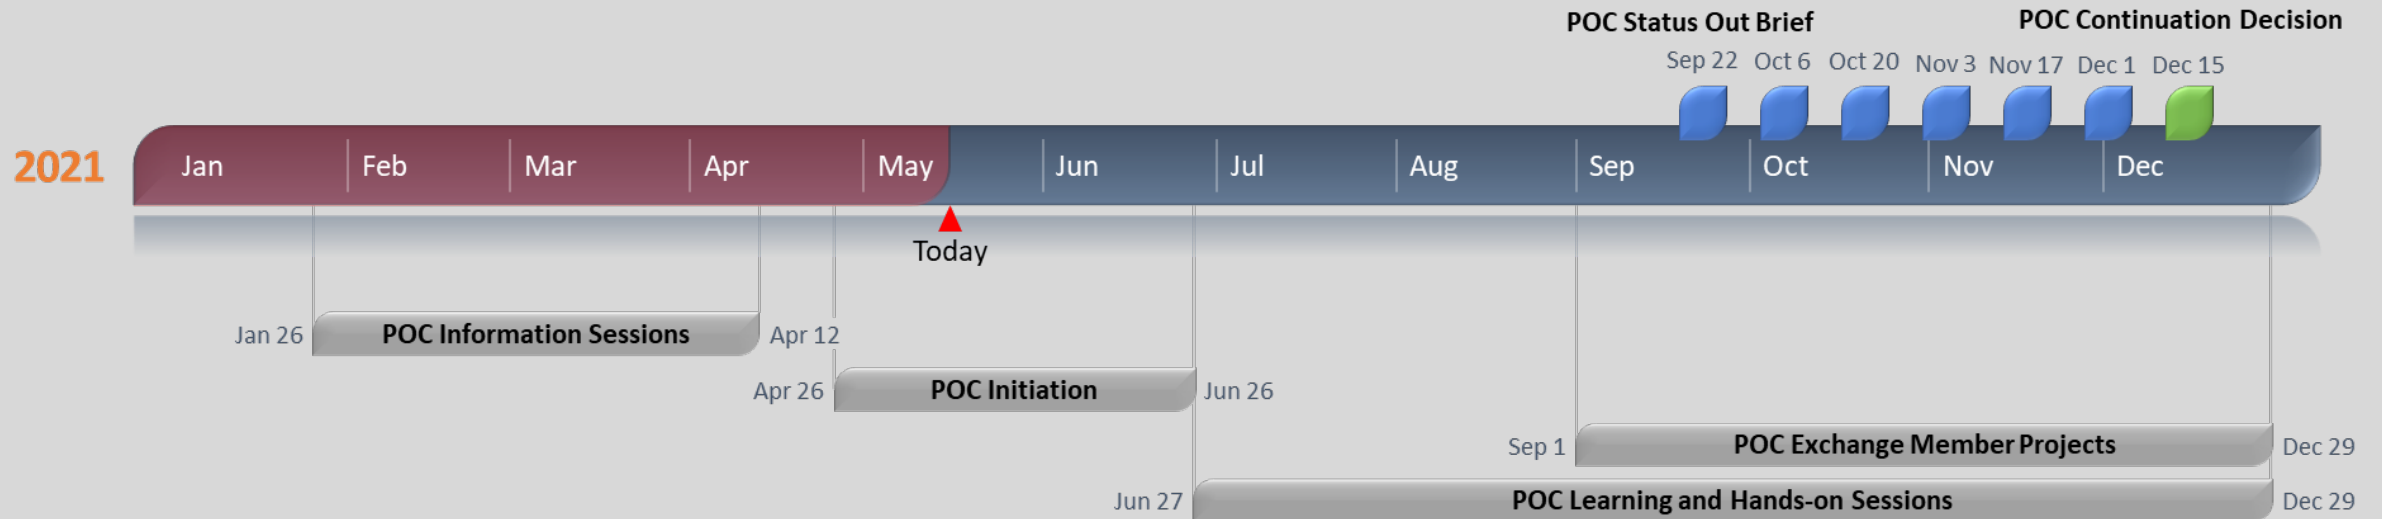 POC Status Out Brief
POC Continuation Decision
Sep 22 Oct 6 Oct 20 Nov 3 Nov 17 Dec 1 Dec 15
2021 Jan Feb Mar Apr May Jun Jul Aug Sep Oct Nov Dec
Today
Jan 26 POC Information Sessions Apr 12
Apr 26 POC Initiation Jun 26
Sep 1 POC Exchange Member Projects Dec 29
Jun 27 POC Learning and Hands-on Sessions Dec 29